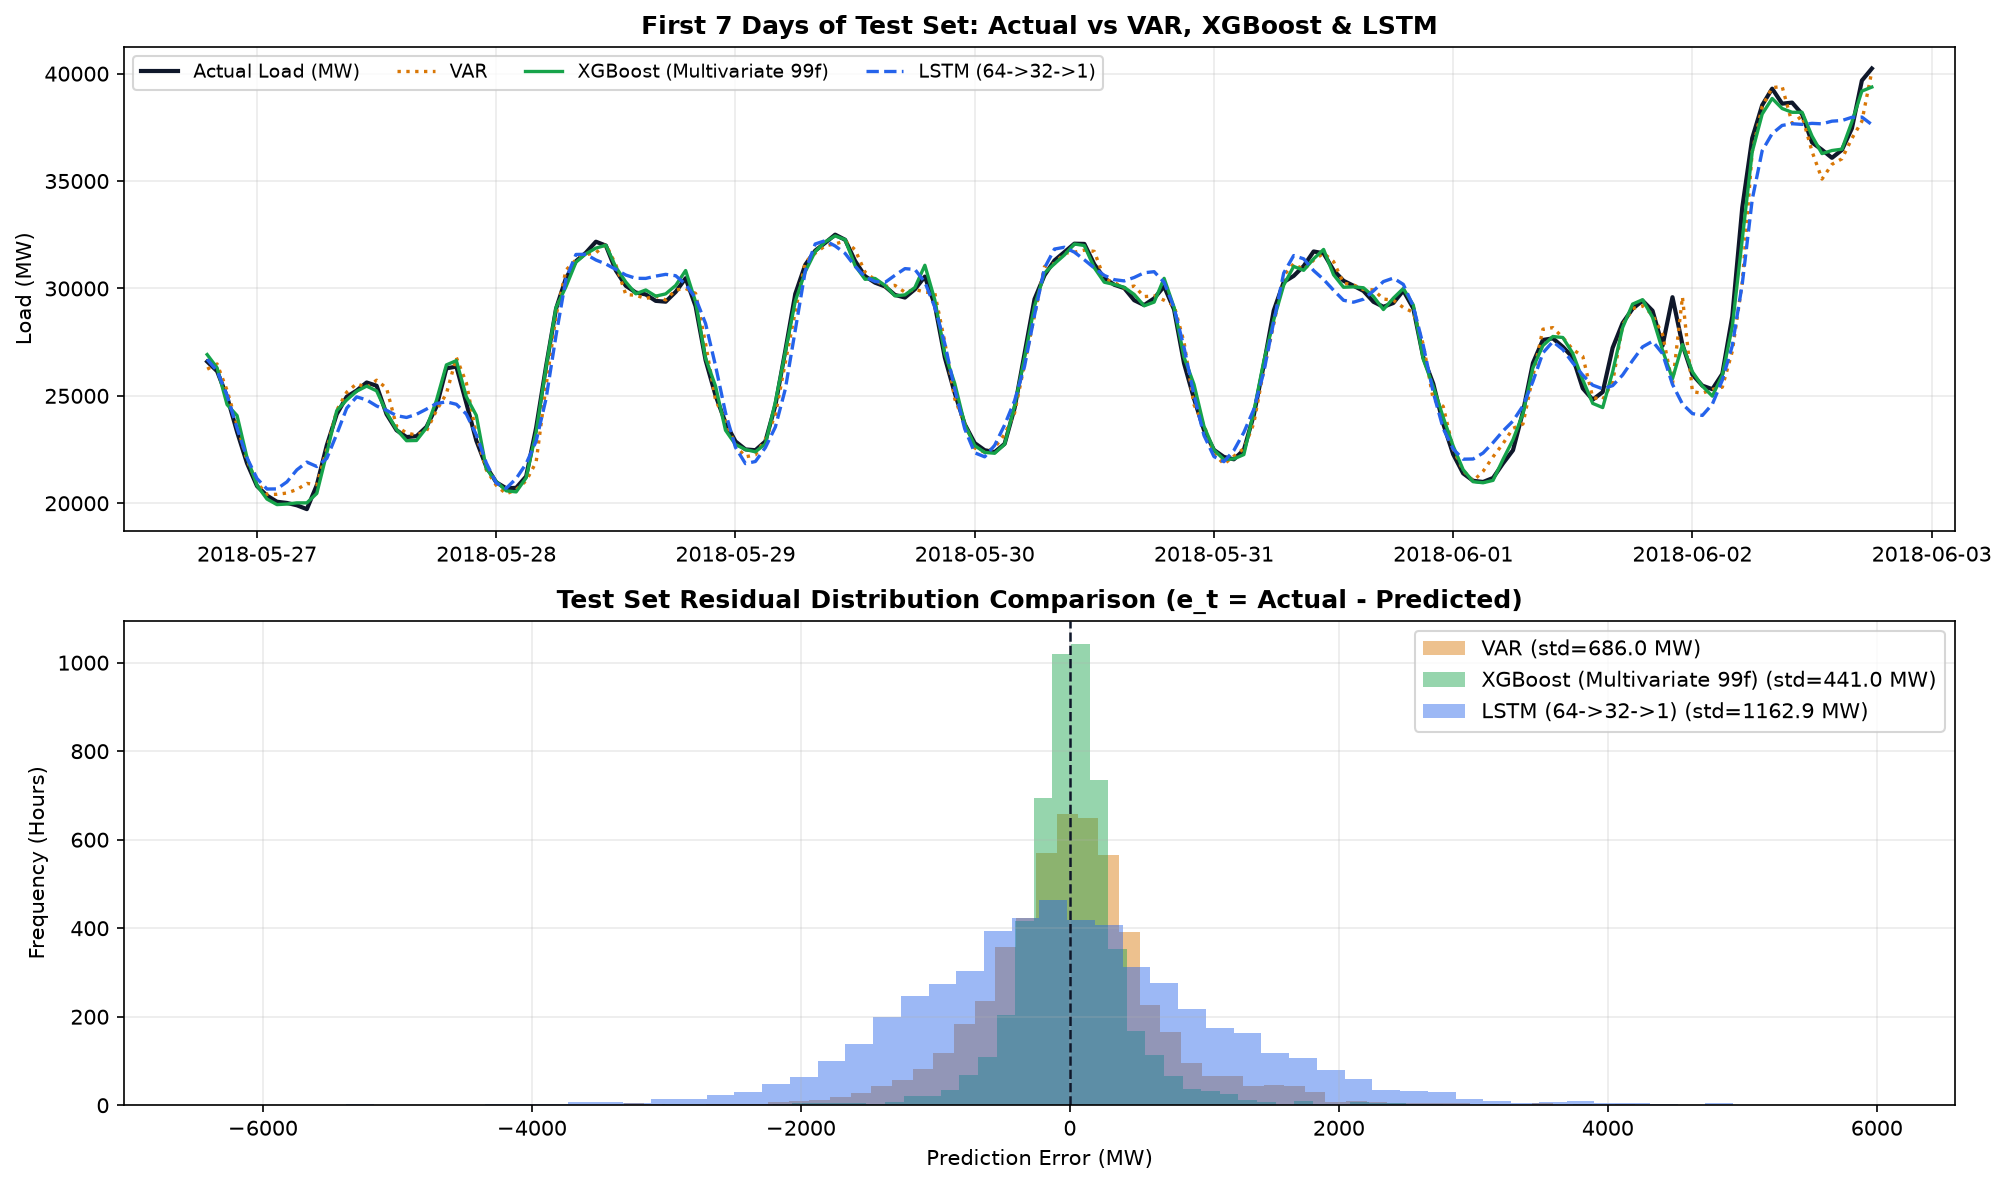 First 7 Days of Test Set: Actual vs VAR, XGBoost & LSTM
Actual Load (MW) VAR XGBoost (Multivariate 99f) LSTM (64->32->1)
Load (MW)
40000
35000
30000
25000
20000
2018-05-27 2018-05-28 2018-05-29 2018-05-30 2018-05-31 2018-06-01 2018-06-02 2018-06-03
Test Set Residual Distribution Comparison (e_t = Actual - Predicted)
VAR (std=686.0 MW)
XGBoost (Multivariate 99f) (std=441.0 MW)
LSTM (64->32->1) (std=1162.9 MW)
Frequency (Hours)
1000
800
600
400
200
0
−6000 −4000 −2000 0 2000 4000 6000
Prediction Error (MW)